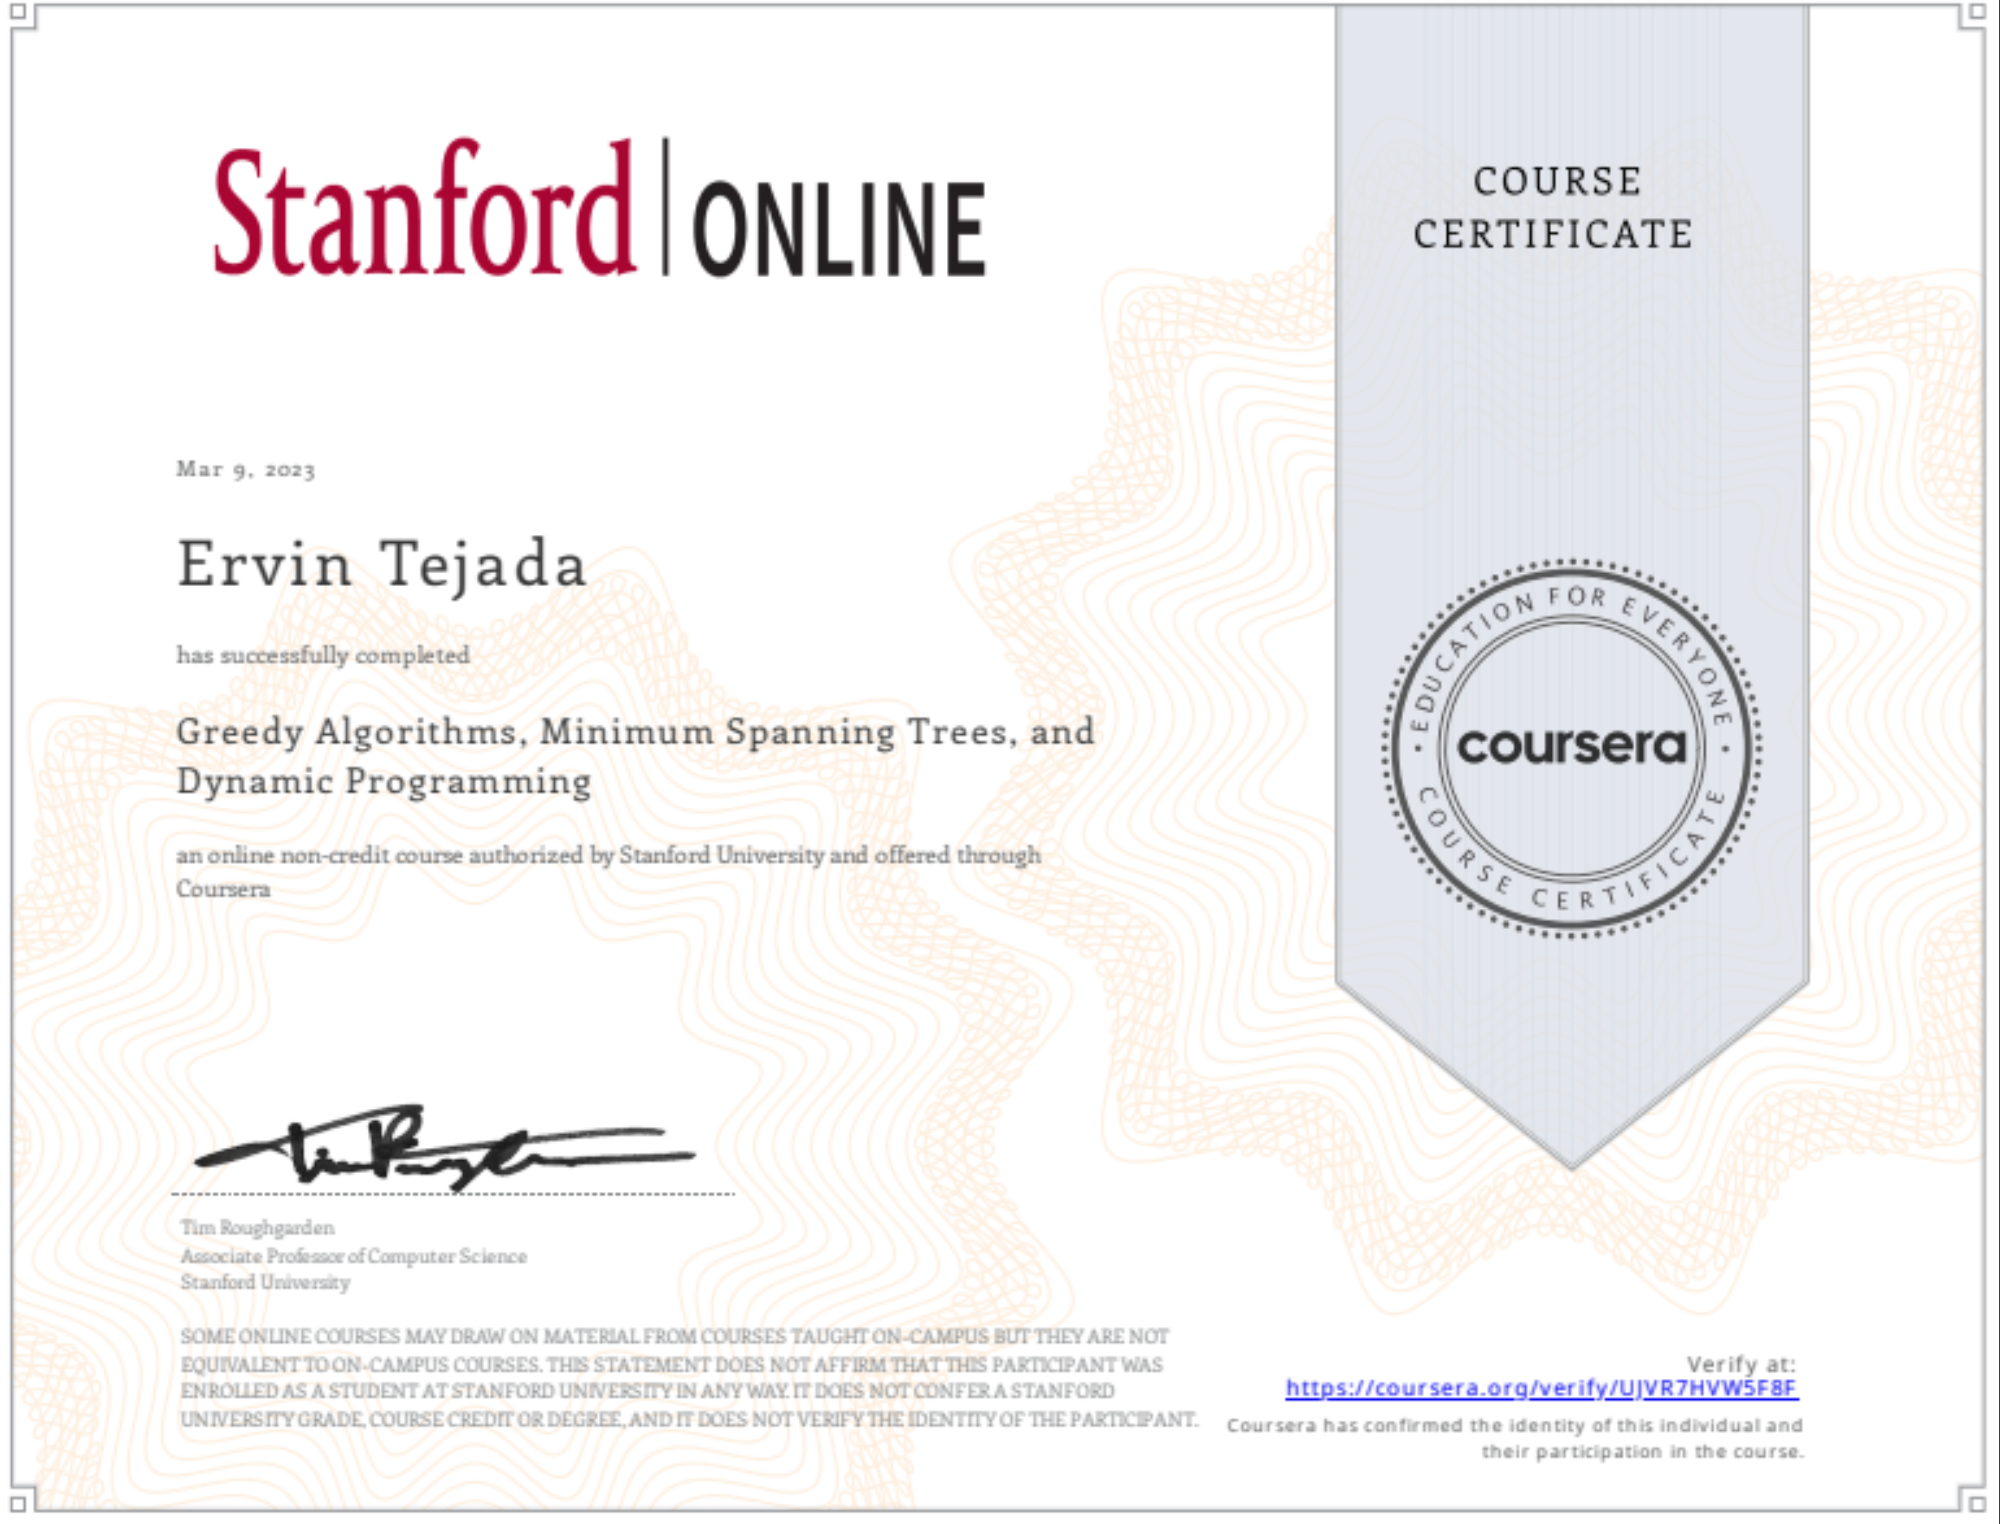 Stanford | ONLINE
COURSE
CERTIFICATE
Mar 9, 2023
Ervin Tejada
has successfully completed
Greedy Algorithms, Minimum Spanning Trees, and
Dynamic Programming
an online non-credit course authorized by Stanford University and offered through
Coursera
EDUCATION FOR EVERYONE
coursera
COURSE CERTIFICATE
Tim Roughgarden
Associate Professor of Computer Science
Stanford University
SOME ONLINE COURSES MAY DRAW ON MATERIAL FROM COURSES TAUGHT ON-CAMPUS BUT THEY ARE NOT
EQUIVALENT TO ON-CAMPUS COURSES. THIS STATEMENT DOES NOT AFFIRM THAT THIS PARTICIPANT WAS
ENROLLED AS A STUDENT AT STANFORD UNIVERSITY IN ANY WAY. IT DOES NOT CONFER A STANFORD
UNIVERSITY GRADE, COURSE CREDIT OR DEGREE, AND IT DOES NOT VERIFY THE IDENTITY OF THE PARTICIPANT.
Verify at:
https://coursera.org/verify/UJVR7HVW5F8F
Coursera has confirmed the identity of this individual and
their participation in the course.